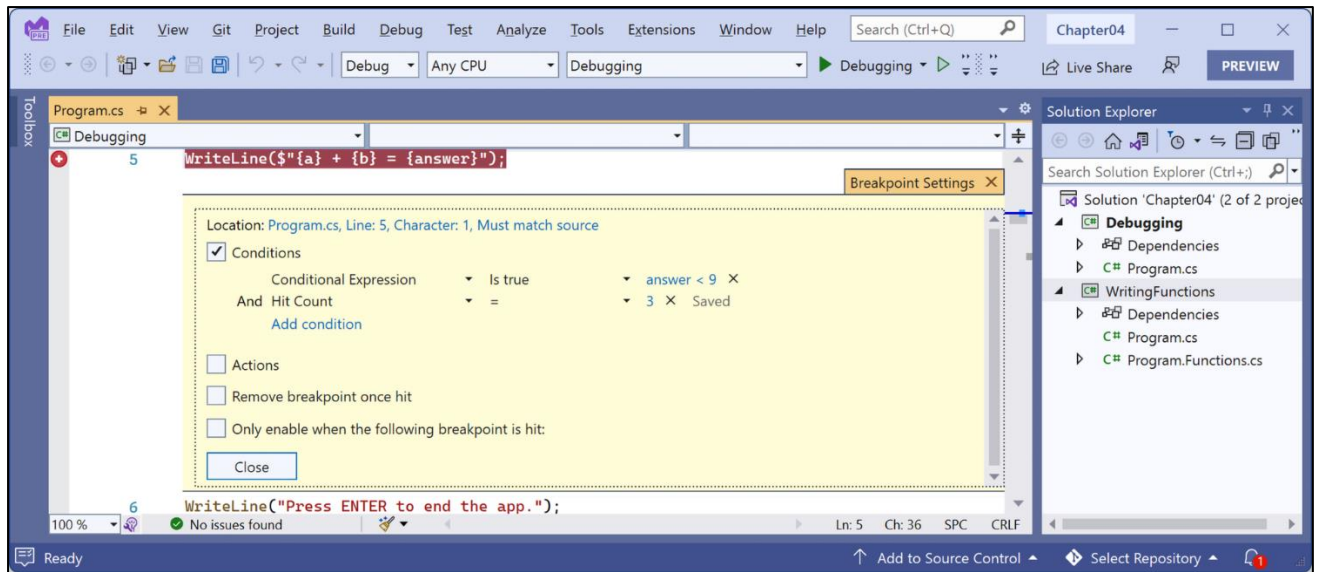 PRE File Edit View Git Project Build Debug Test Analyze Tools Extensions Window Help Search (Ctrl+Q) Chapter04
Debug Any CPU Debugging Debugging Live Share PREVIEW
Toolbox
Program.cs
C# Debugging
5 WriteLine($"{a} + {b} = {answer}");
Breakpoint Settings
Location: Program.cs, Line: 5, Character: 1, Must match source
Conditions
Conditional Expression Is true answer < 9
And Hit Count = 3 Saved
Add condition
Actions
Remove breakpoint once hit
Only enable when the following breakpoint is hit:
Close
6 WriteLine("Press ENTER to end the app.");
100 % No issues found Ln: 5 Ch: 36 SPC CRLF
Solution Explorer
Search Solution Explorer (Ctrl+;)
Solution 'Chapter04' (2 of 2 projec
C# Debugging
Dependencies
C# Program.cs
C# WritingFunctions
Dependencies
C# Program.cs
C# Program.Functions.cs
Ready Add to Source Control Select Repository 1